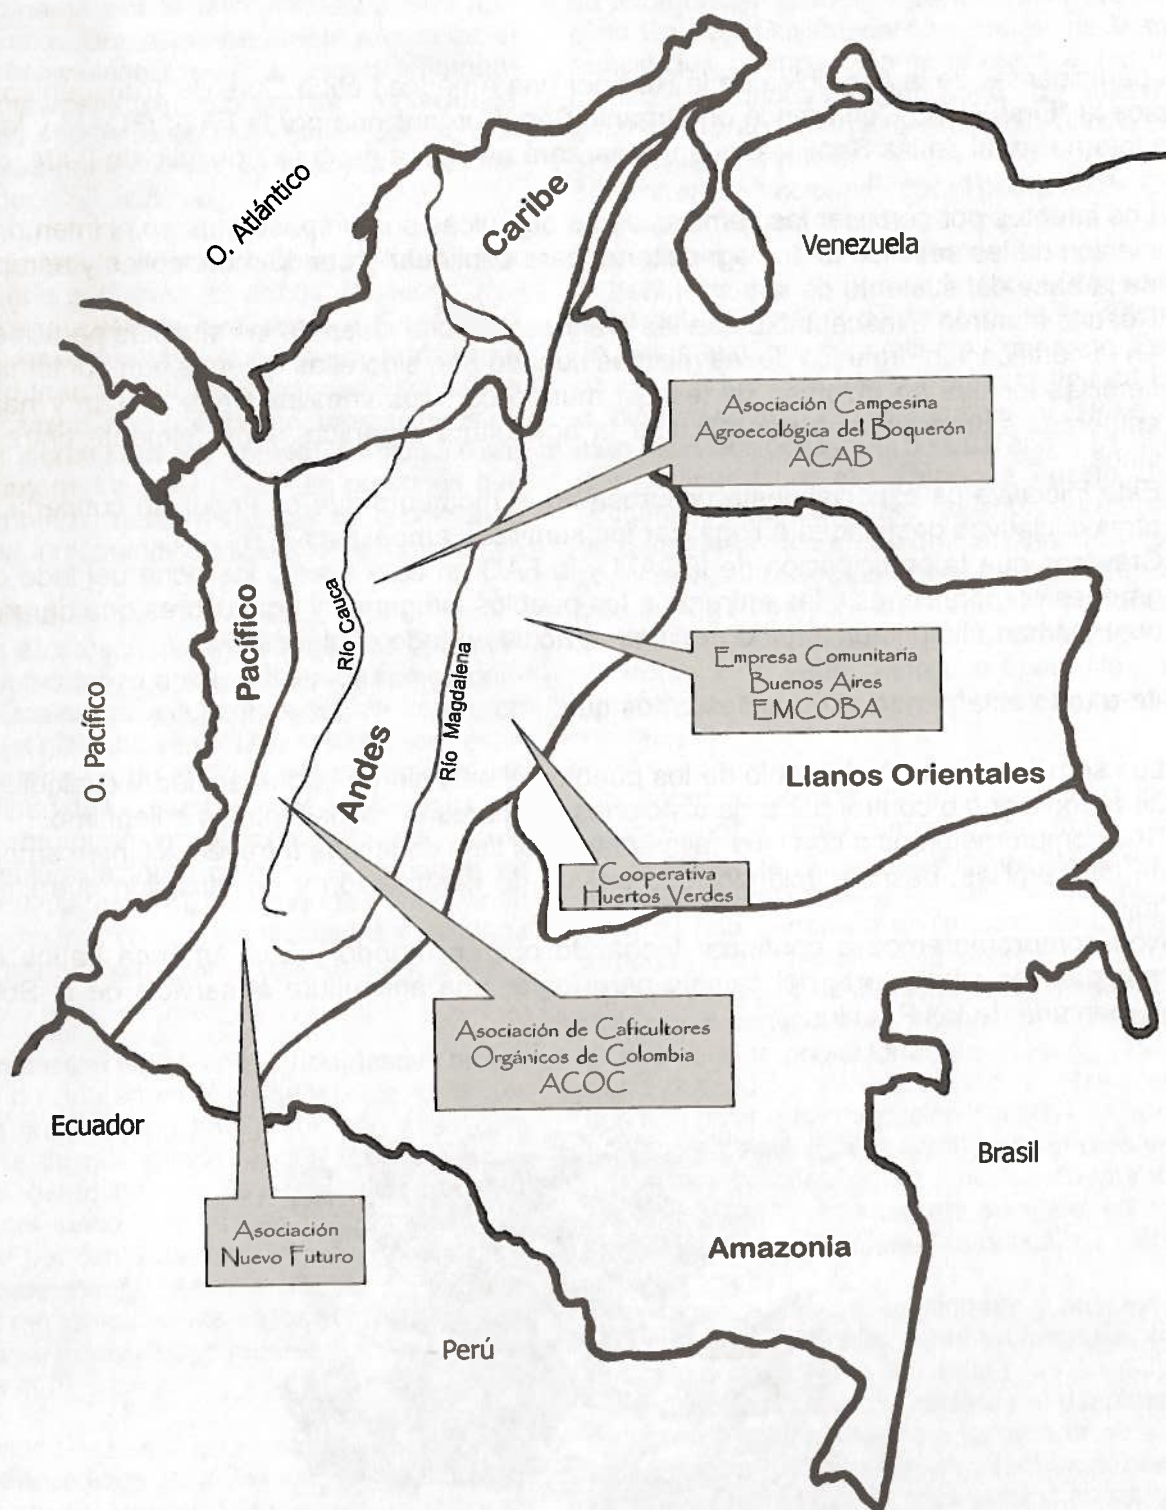 O. Atlántico
Caribe
Venezuela
Asociación Campesina
Agroecológica del Boquerón
ACAB
Pacífico
Río Cauca
Río Magdalena
Empresa Comunitaria
Buenos Aires
EMCOBA
O. Pacífico
Andes
Llanos Orientales
Cooperativa
Huertos Verdes
Asociación de Caficultores
Orgánicos de Colombia
ACOC
Ecuador
Brasil
Asociación
Nuevo Futuro
Amazonia
Perú